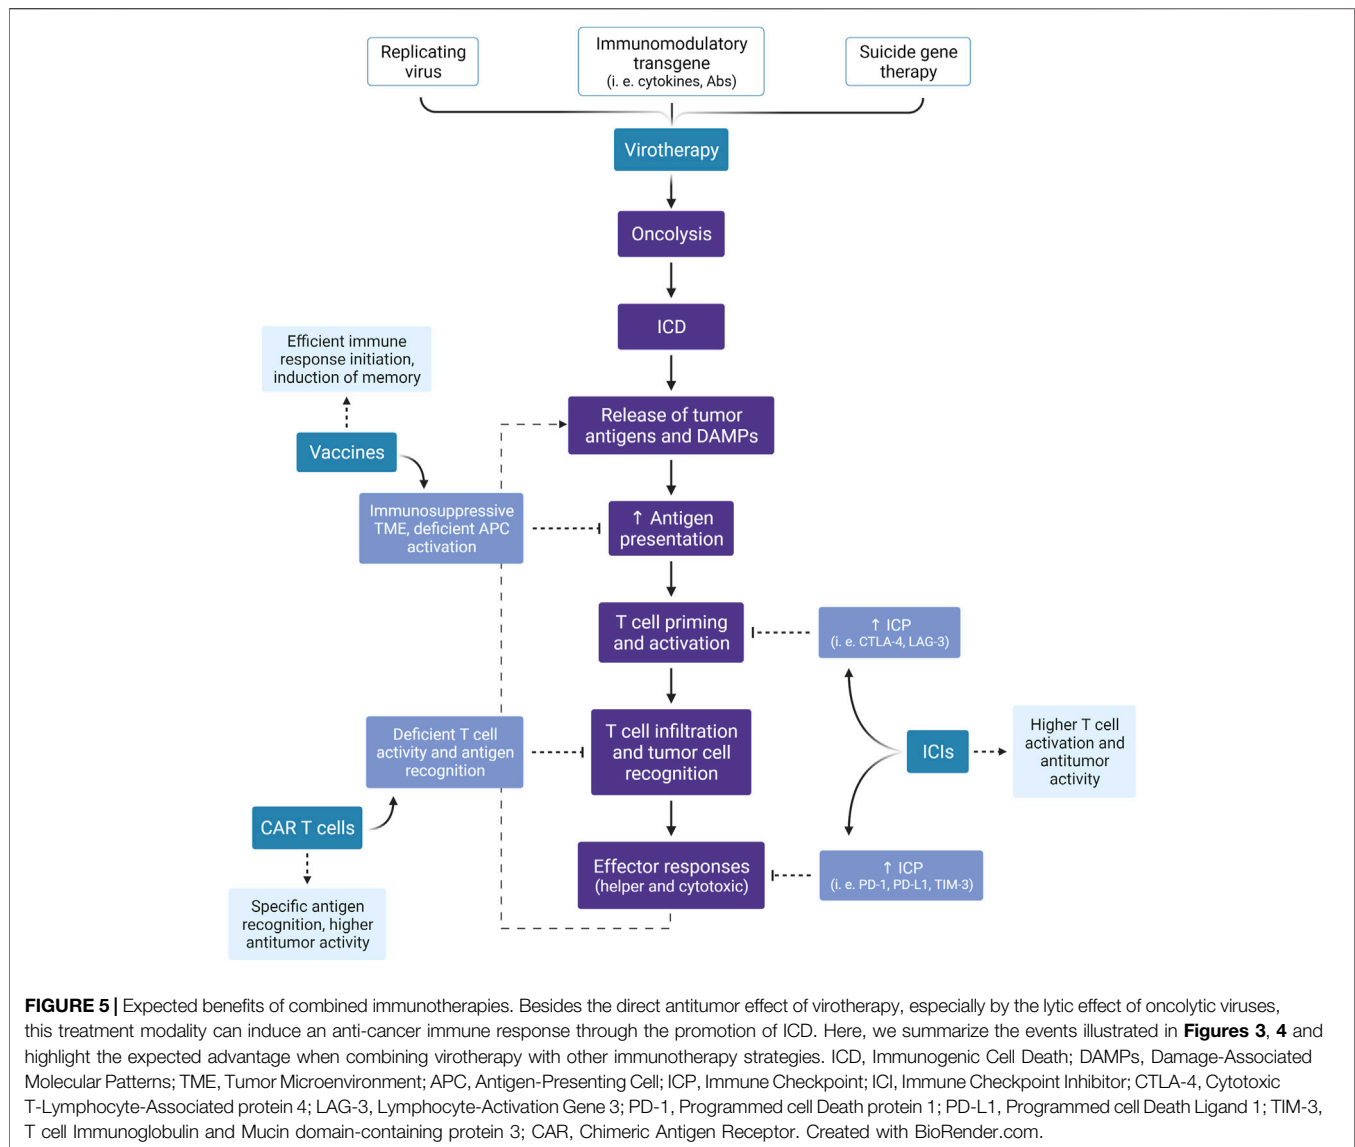 Replicating
virus
Immunomodulatory
transgene
(i. e. cytokines, Abs)
Suicide gene
therapy
Virotherapy
Oncolysis
ICD
Efficient immune
response initiation,
induction of memory
Vaccines
Release of tumor
antigens and DAMPs
Immunosuppressive
TME, deficient APC
activation
↑ Antigen
presentation
T cell priming
and activation
↑ ICP
(i. e. CTLA-4, LAG-3)
Deficient T cell
activity and antigen
recognition
T cell infiltration
and tumor cell
recognition
ICIs
Higher T cell
activation and
antitumor
activity
CAR T cells
Effector responses
(helper and cytotoxic)
↑ ICP
(i. e. PD-1, PD-L1, TIM-3)
Specific antigen
recognition, higher
antitumor activity
FIGURE 5 | Expected benefits of combined immunotherapies. Besides the direct antitumor effect of virotherapy, especially by the lytic effect of oncolytic viruses,
this treatment modality can induce an anti-cancer immune response through the promotion of ICD. Here, we summarize the events illustrated in Figures 3, 4 and
highlight the expected advantage when combining virotherapy with other immunotherapy strategies. ICD, Immunogenic Cell Death; DAMPs, Damage-Associated
Molecular Patterns; TME, Tumor Microenvironment; APC, Antigen-Presenting Cell; ICP, Immune Checkpoint; ICI, Immune Checkpoint Inhibitor; CTLA-4, Cytotoxic
T-Lymphocyte-Associated protein 4; LAG-3, Lymphocyte-Activation Gene 3; PD-1, Programmed cell Death protein 1; PD-L1, Programmed cell Death Ligand 1; TIM-3,
T cell Immunoglobulin and Mucin domain-containing protein 3; CAR, Chimeric Antigen Receptor. Created with BioRender.com.